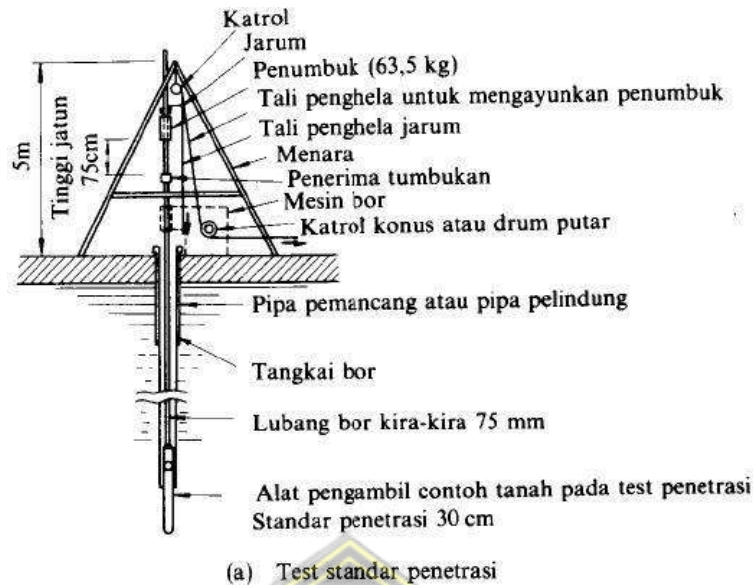 Katrol
Jarum
Penumbuk (63,5 kg)
Tali penghela untuk mengayunkan penumbuk
Tali penghela jarum
Menara
Penerima tumbukan
Mesin bor
Katrol konus atau drum putar
5m
Tinggi jatun
75cm
Pipa pemancang atau pipa pelindung
Tangkai bor
Lubang bor kira-kira 75 mm
Alat pengambil contoh tanah pada test penetrasi
Standar penetrasi 30 cm
(a) Test standar penetrasi